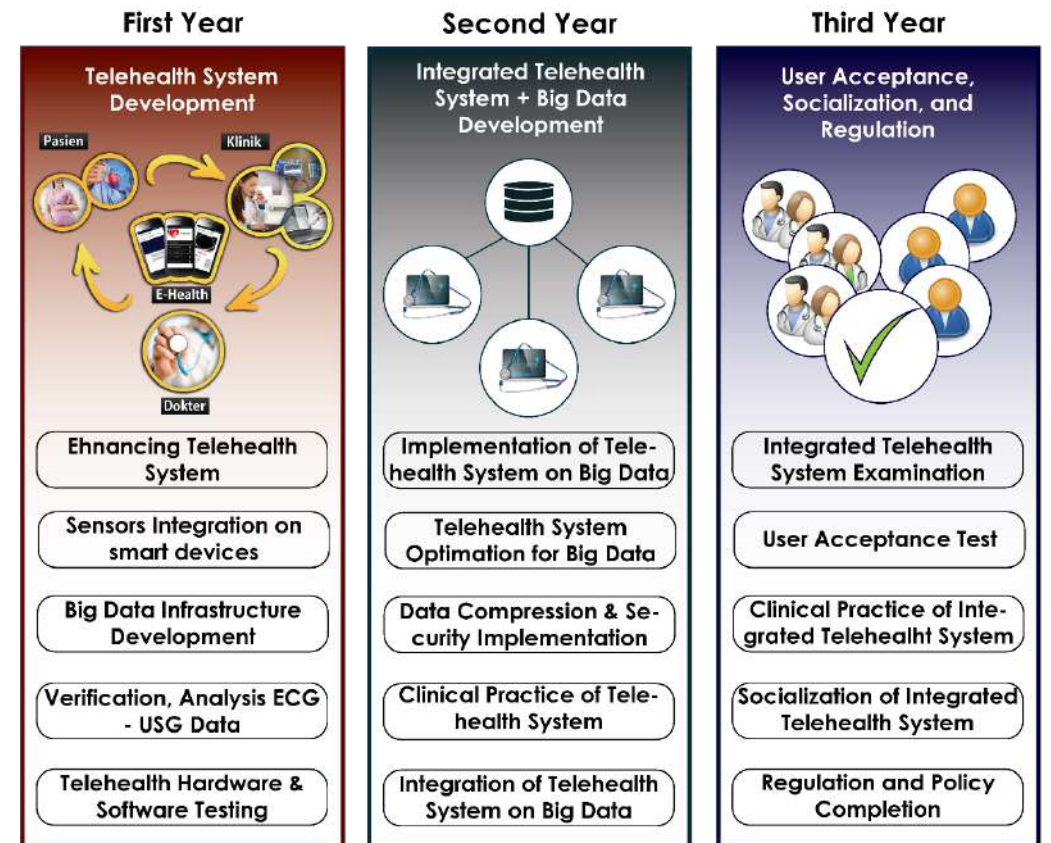 First Year
Telehealth System
Development
Pasien
Klinik
E-Health
Dokter
Ehnancing Telehealth
System
Sensors Integration on
smart devices
Big Data Infrastructure
Development
Verification, Analysis ECG
- USG Data
Telehealth Hardware &
Software Testing
Second Year
Integrated Telehealth
System + Big Data
Development
Implementation of Tele-
health System on Big Data
Telehealth System
Optimation for Big Data
Data Compression & Se-
curity Implementation
Clinical Practice of Tele-
health System
Integration of Telehealth
System on Big Data
Third Year
User Acceptance,
Socialization, and
Regulation
Integrated Telehealth
System Examination
User Acceptance Test
Clinical Practice of Inte-
grated Telehealht System
Socialization of Integrated
Telehealth System
Regulation and Policy
Completion